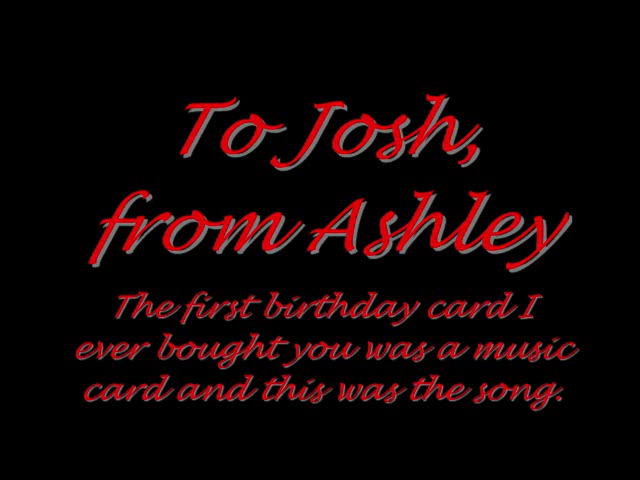 To Josh,
from Ashley
The first birthday card I
ever bought you was a music
card and this was the song.